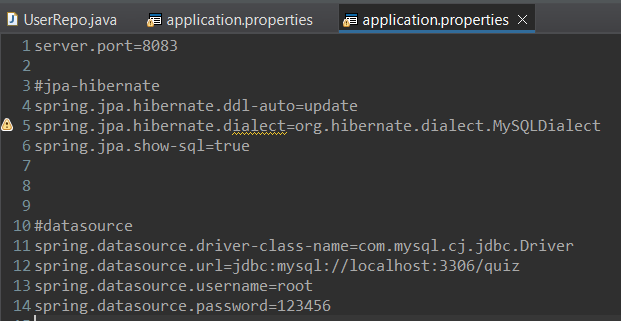 UserRepo.java application.properties application.properties
1 server.port=8083
2
3 #jpa-hibernate
4 spring.jpa.hibernate.ddl-auto=update
5 spring.jpa.hibernate.dialect=org.hibernate.dialect.MySQLDialect
6 spring.jpa.show-sql=true
7
8
9
10 #datasource
11 spring.datasource.driver-class-name=com.mysql.cj.jdbc.Driver
12 spring.datasource.url=jdbc:mysql://localhost:3306/quiz
13 spring.datasource.username=root
14 spring.datasource.password=123456